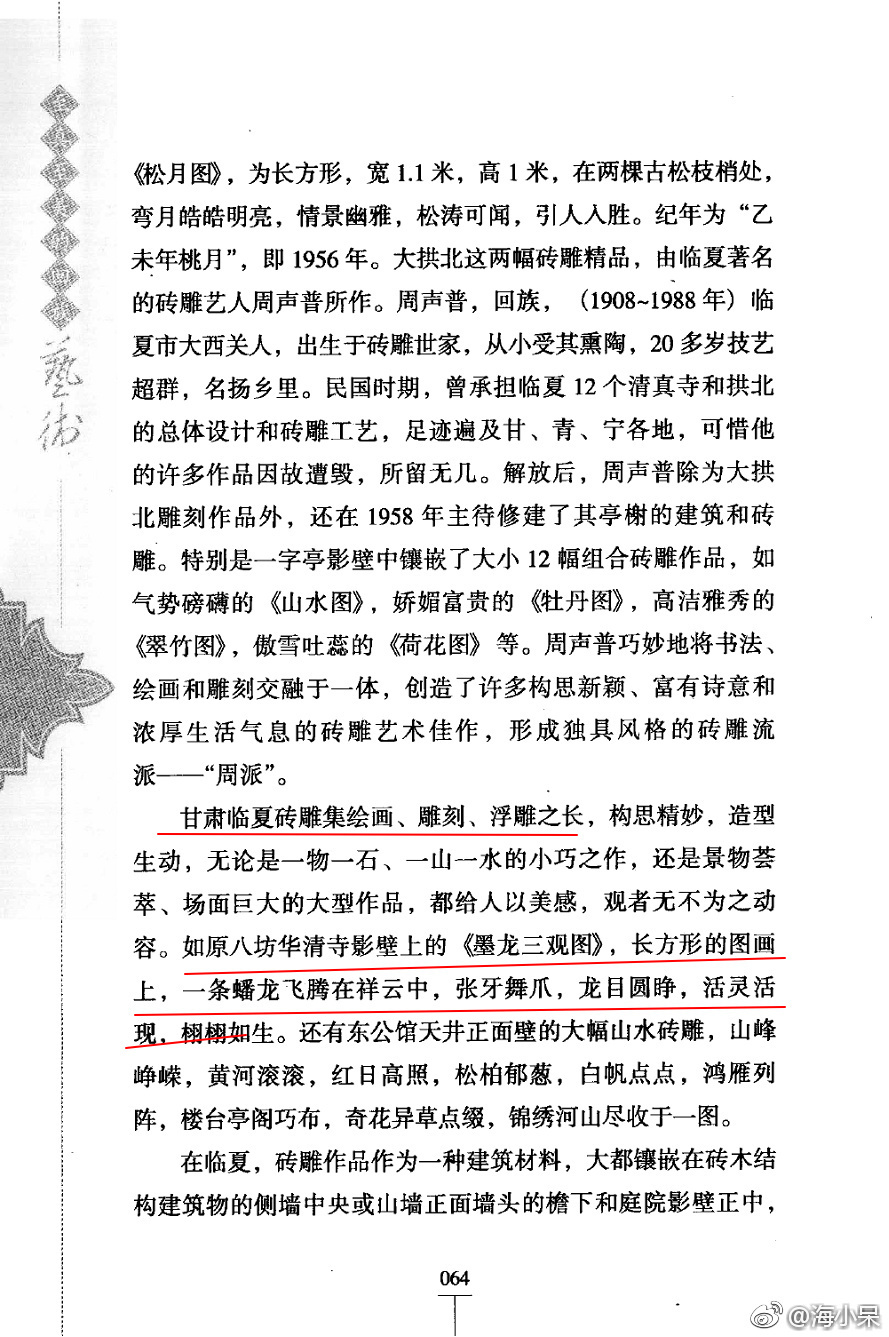 艺术
《松月图》，为长方形，宽 1.1 米，高 1 米，在两棵古松枝梢处，
弯月皓皓明亮，情景幽雅，松涛可闻，引人入胜。纪年为“乙
未年桃月”，即 1956 年。大拱北这两幅砖雕精品，由临夏著名
的砖雕艺人周声普所作。周声普，回族，（1908~1988 年）临
夏市大西关人，出生于砖雕世家，从小受其熏陶，20 多岁技艺
超群，名扬乡里。民国时期，曾承担临夏 12 个清真寺和拱北
的总体设计和砖雕工艺，足迹遍及甘、青、宁各地，可惜他
的许多作品因故遭毁，所留无几。解放后，周声普除为大拱
北雕刻作品外，还在 1958 年主待修建了其亭榭的建筑和砖
雕。特别是一字亭影壁中镶嵌了大小 12 幅组合砖雕作品，如
气势磅礴的《山水图》，娇媚富贵的《牡丹图》，高洁雅秀的
《翠竹图》，傲雪吐蕊的《荷花图》等。周声普巧妙地将书法、
绘画和雕刻交融于一体，创造了许多构思新颖、富有诗意和
浓厚生活气息的砖雕艺术佳作，形成独具风格的砖雕流
派——“周派”。
甘肃临夏砖雕集绘画、雕刻、浮雕之长，构思精妙，造型
生动，无论是一物一石、一山一水的小巧之作，还是景物荟
萃、场面巨大的大型作品，都给人以美感，观者无不为之动
容。如原八坊华清寺影壁上的《墨龙三观图》，长方形的图画
上，一条蟠龙飞腾在祥云中，张牙舞爪，龙目圆睁，活灵活
现，栩栩如生。还有东公馆天井正面壁的大幅山水砖雕，山峰
峥嵘，黄河滚滚，红日高照，松柏郁葱，白帆点点，鸿雁列
阵，楼台亭阁巧布，奇花异草点缀，锦绣河山尽收于一图。
在临夏，砖雕作品作为一种建筑材料，大都镶嵌在砖木结
构建筑物的侧墙中央或山墙正面墙头的檐下和庭院影壁正中，
064
@海小呆